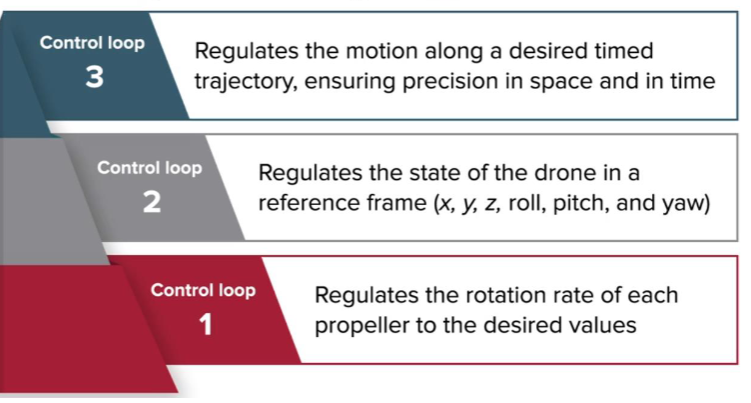 Control loop
3
Regulates the motion along a desired timed
trajectory, ensuring precision in space and in time
Control loop
2
Regulates the state of the drone in a
reference frame (x, y, z, roll, pitch, and yaw)
Control loop
1
Regulates the rotation rate of each
propeller to the desired values